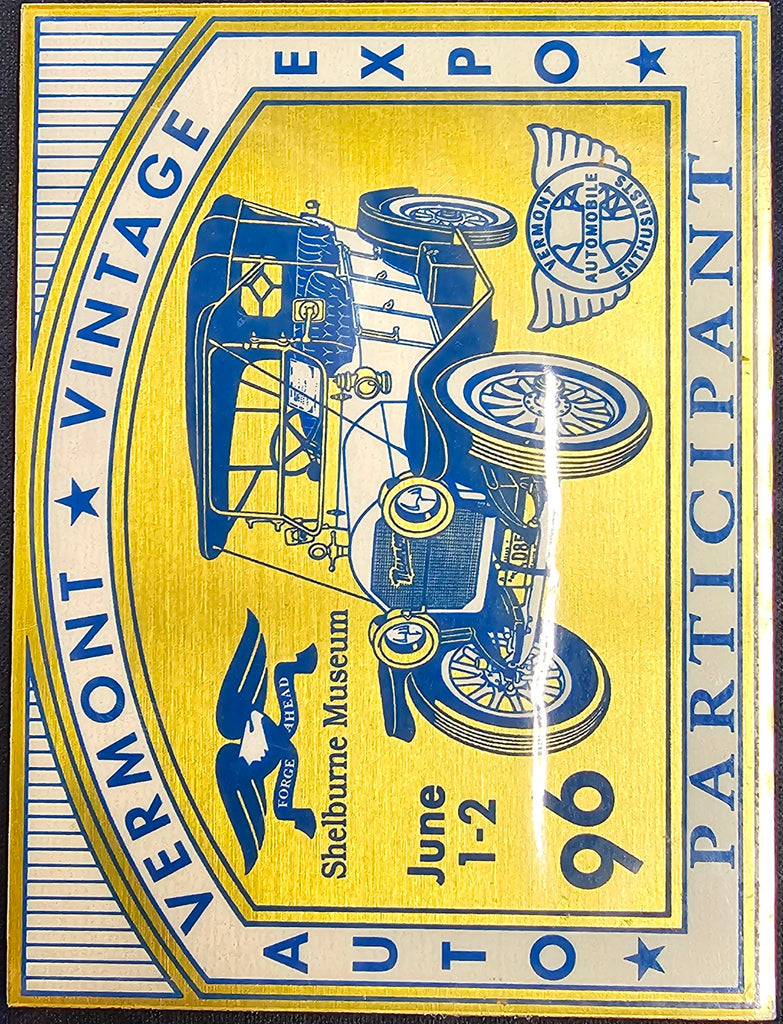 VERMONT ★ VINTAGE
AUTO
EXPO
FORGE AHEAD
Shelburne Museum
June
1-2
96
VERMONT
AUTOMOBILE
ENTHUSIASTS
PARTICIPANT